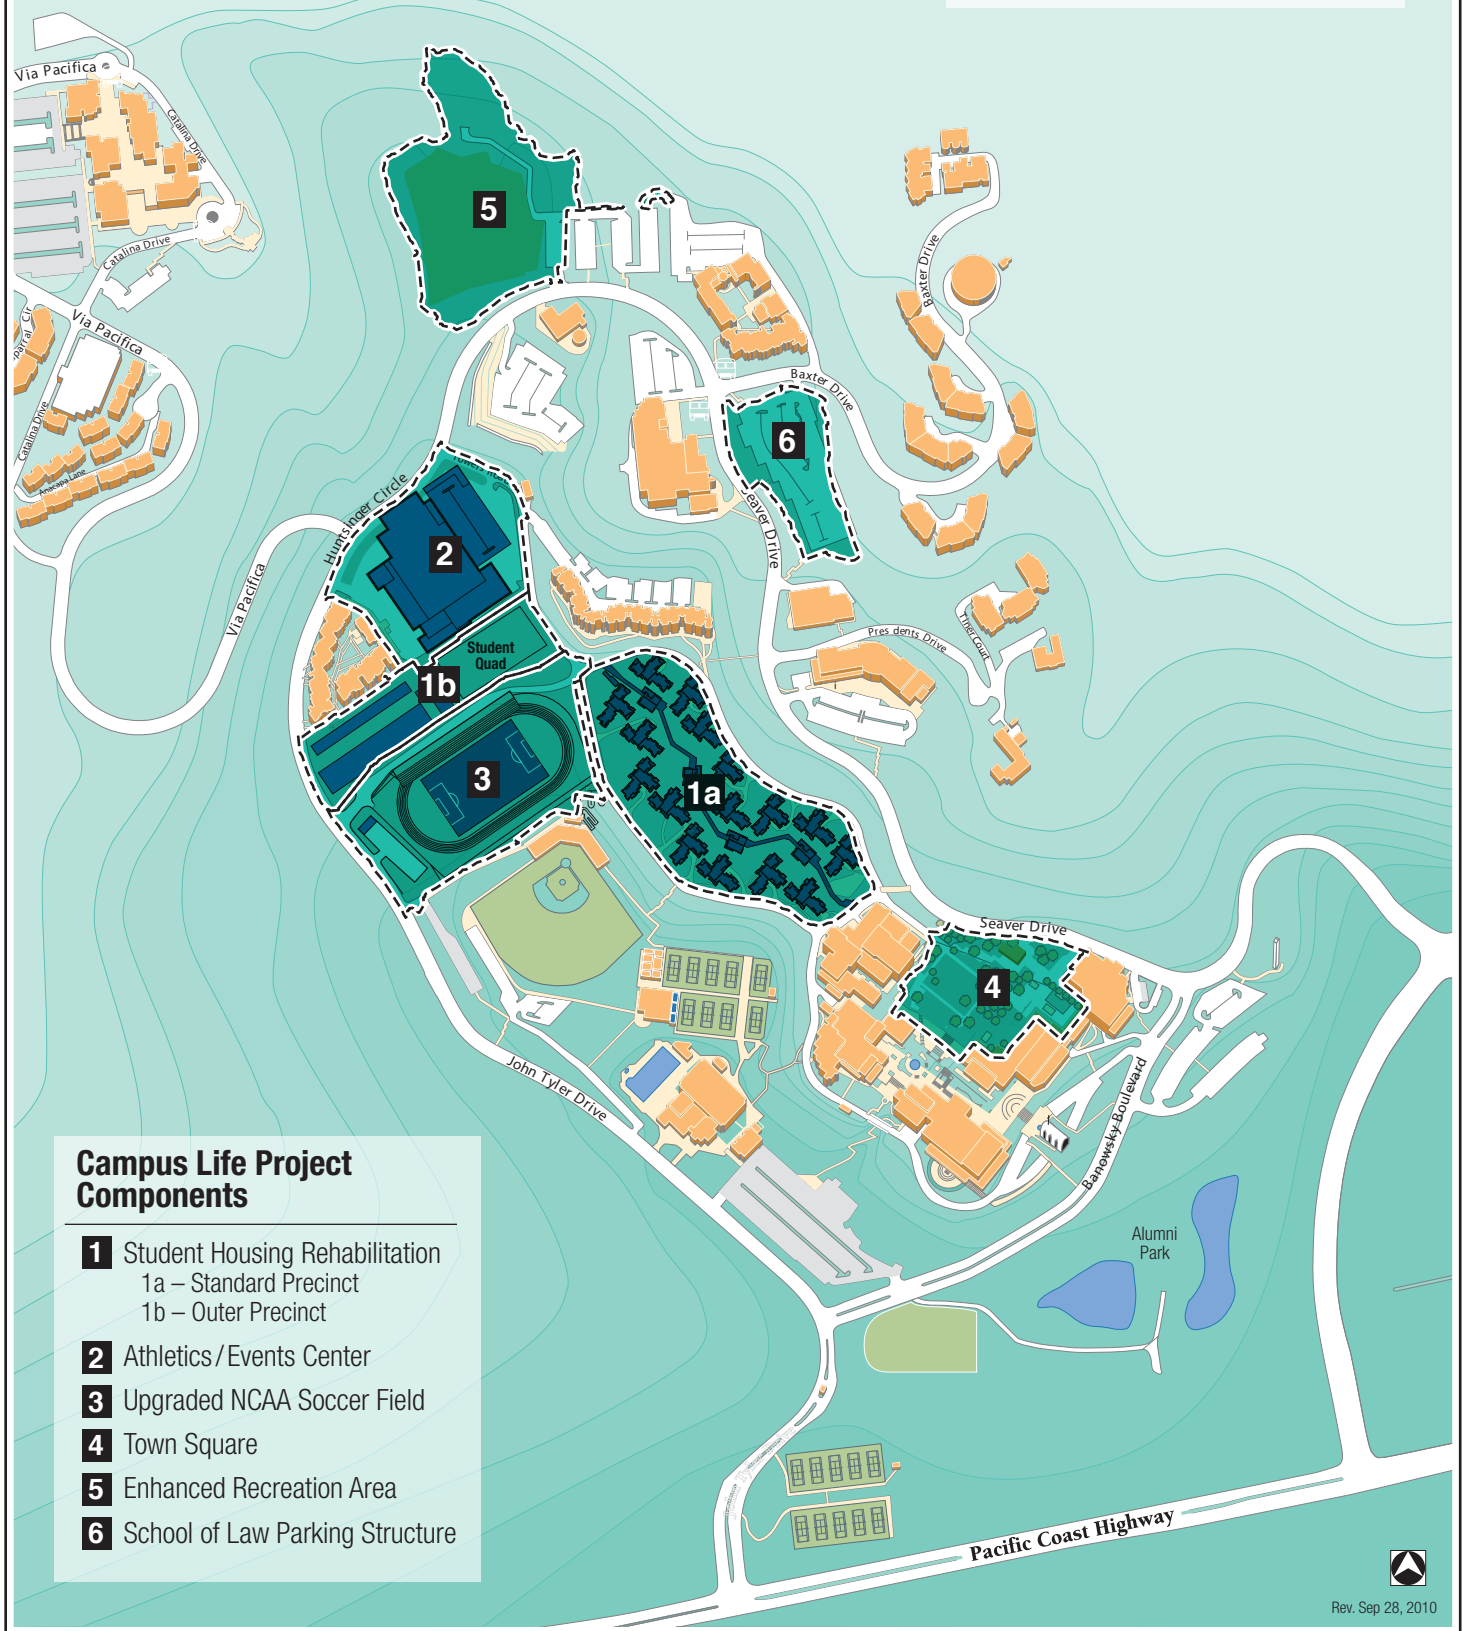 Via Pacifica
Catalina Drive
Catalina Drive
Via Pacifica
Catalina Drive
Anacapa Lane
Via Pacifica
Huntsinger Circle
5
6
2
Student
Quad
1b
3
1a
4
Baxter Drive
Baxter Drive
Seaver Drive
Pres dents Drive
Tiner Court
Seaver Drive
John Tyler Drive
Banowsky Boulevard
Alumni
Park
Pacific Coast Highway
Campus Life Project
Components
1 Student Housing Rehabilitation
1a – Standard Precinct
1b – Outer Precinct
2 Athletics / Events Center
3 Upgraded NCAA Soccer Field
4 Town Square
5 Enhanced Recreation Area
6 School of Law Parking Structure
Rev. Sep 28, 2010